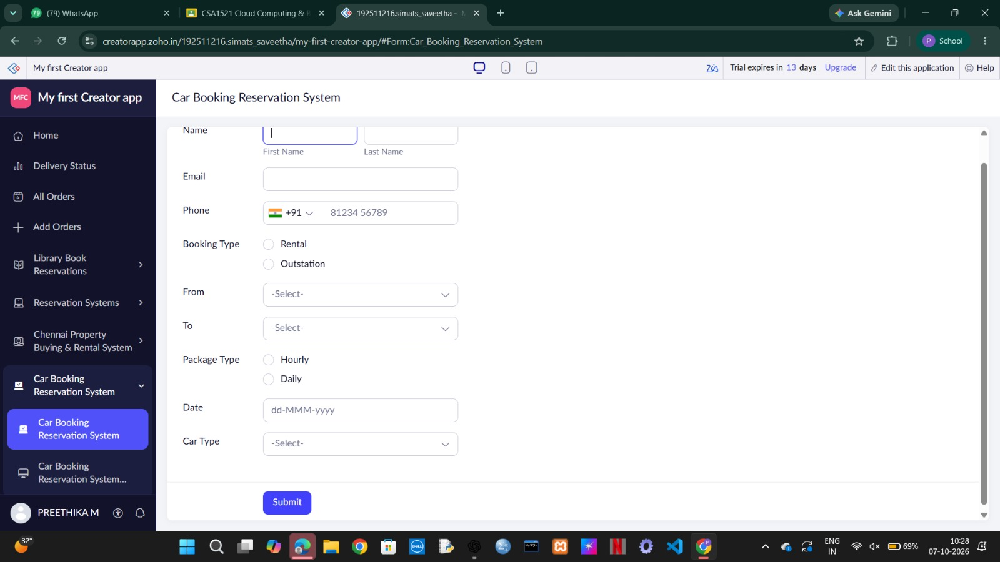 (79) WhatsApp
CSA1521 Cloud Computing &
192511216.simats_saveetha -
Ask Gemini
creatorapp.zoho.in/192511216.simats_saveetha/my-first-creator-app/#Form:Car_Booking_Reservation_System
P School
My first Creator app
Trial expires in 13 days Upgrade
Edit this application
Help
MFC My first Creator app
Home
Delivery Status
All Orders
Add Orders
Library Book
Reservations
Reservation Systems
Chennai Property
Buying & Rental System
Car Booking
Reservation System
Car Booking
Reservation System
Car Booking
Reservation System...
PREETHIKA M
Car Booking Reservation System
Name
First Name Last Name
Email
Phone +91 81234 56789
Booking Type Rental
Outstation
From -Select-
To -Select-
Package Type Hourly
Daily
Date dd-MMM-yyyy
Car Type -Select-
Submit
32°
DELL
MySQL
ENG
IN
69%
10:28
07-10-2026